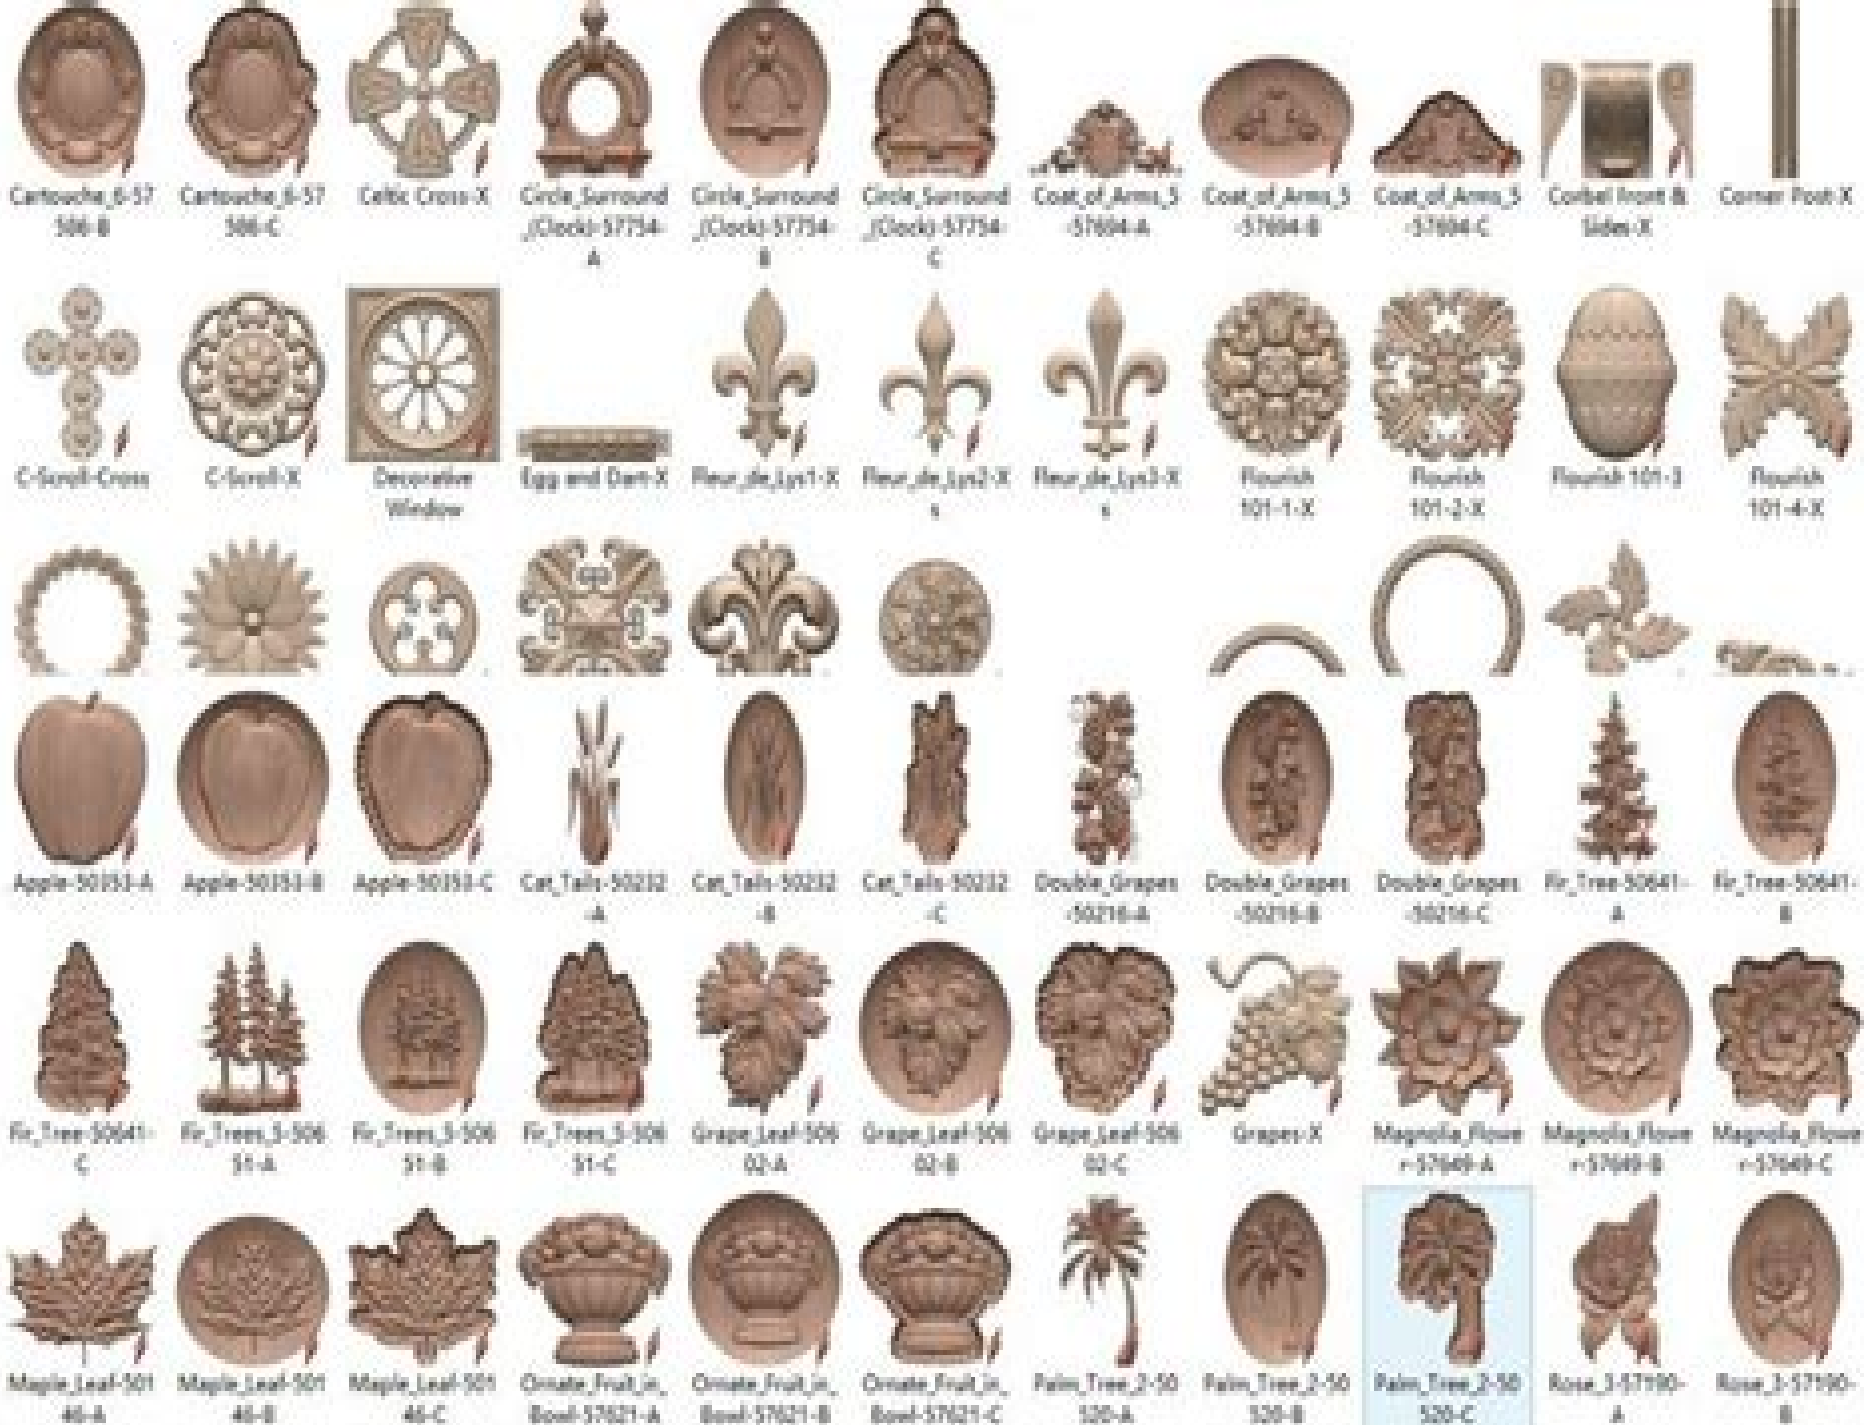 Cartouche_6-57
506-B
Cartouche_6-57
506-C
Celtic Cross-X
Circle_Surround
_(Clock)-57754-
A
Circle_Surround
_(Clock)-57754-
B
Circle_Surround
_(Clock)-57754-
C
Coat_of_Arms_5
-57694-A
Coat_of_Arms_5
-57694-B
Coat_of_Arms_5
-57694-C
Corbel Front &
Sides-X
Corner Post-X
C-Scroll-Cross
C-Scroll-X
Decorative
Window
Egg and Dart-X
Fleur_de_Lys1-X
Fleur_de_Lys2-X
s
Fleur_de_Lys3-X
s
Flourish
101-1-X
Flourish
101-2-X
Flourish 101-3
Flourish
101-4-X
Apple-50353-A
Apple-50353-B
Apple-50353-C
Cat_Tails-50232
-A
Cat_Tails-50232
-B
Cat_Tails-50232
-C
Double_Grapes
-50216-A
Double_Grapes
-50216-B
Double_Grapes
-50216-C
Fir_Tree-50641-
A
Fir_Tree-50641-
B
Fir_Tree-50641-
C
Fir_Trees_3-506
51-A
Fir_Trees_3-506
51-B
Fir_Trees_3-506
51-C
Grape_Leaf-506
02-A
Grape_Leaf-506
02-B
Grape_Leaf-506
02-C
Grapes-X
Magnolia_Flowe
r-57649-A
Magnolia_Flowe
r-57649-B
Magnolia_Flowe
r-57649-C
Maple_Leaf-501
46-A
Maple_Leaf-501
46-B
Maple_Leaf-501
46-C
Ornate_Fruit_in_
Bowl-57621-A
Ornate_Fruit_in_
Bowl-57621-B
Ornate_Fruit_in_
Bowl-57621-C
Palm_Tree_2-50
520-A
Palm_Tree_2-50
520-B
Palm_Tree_2-50
520-C
Rose_3-57190-
A
Rose_3-57190-
B